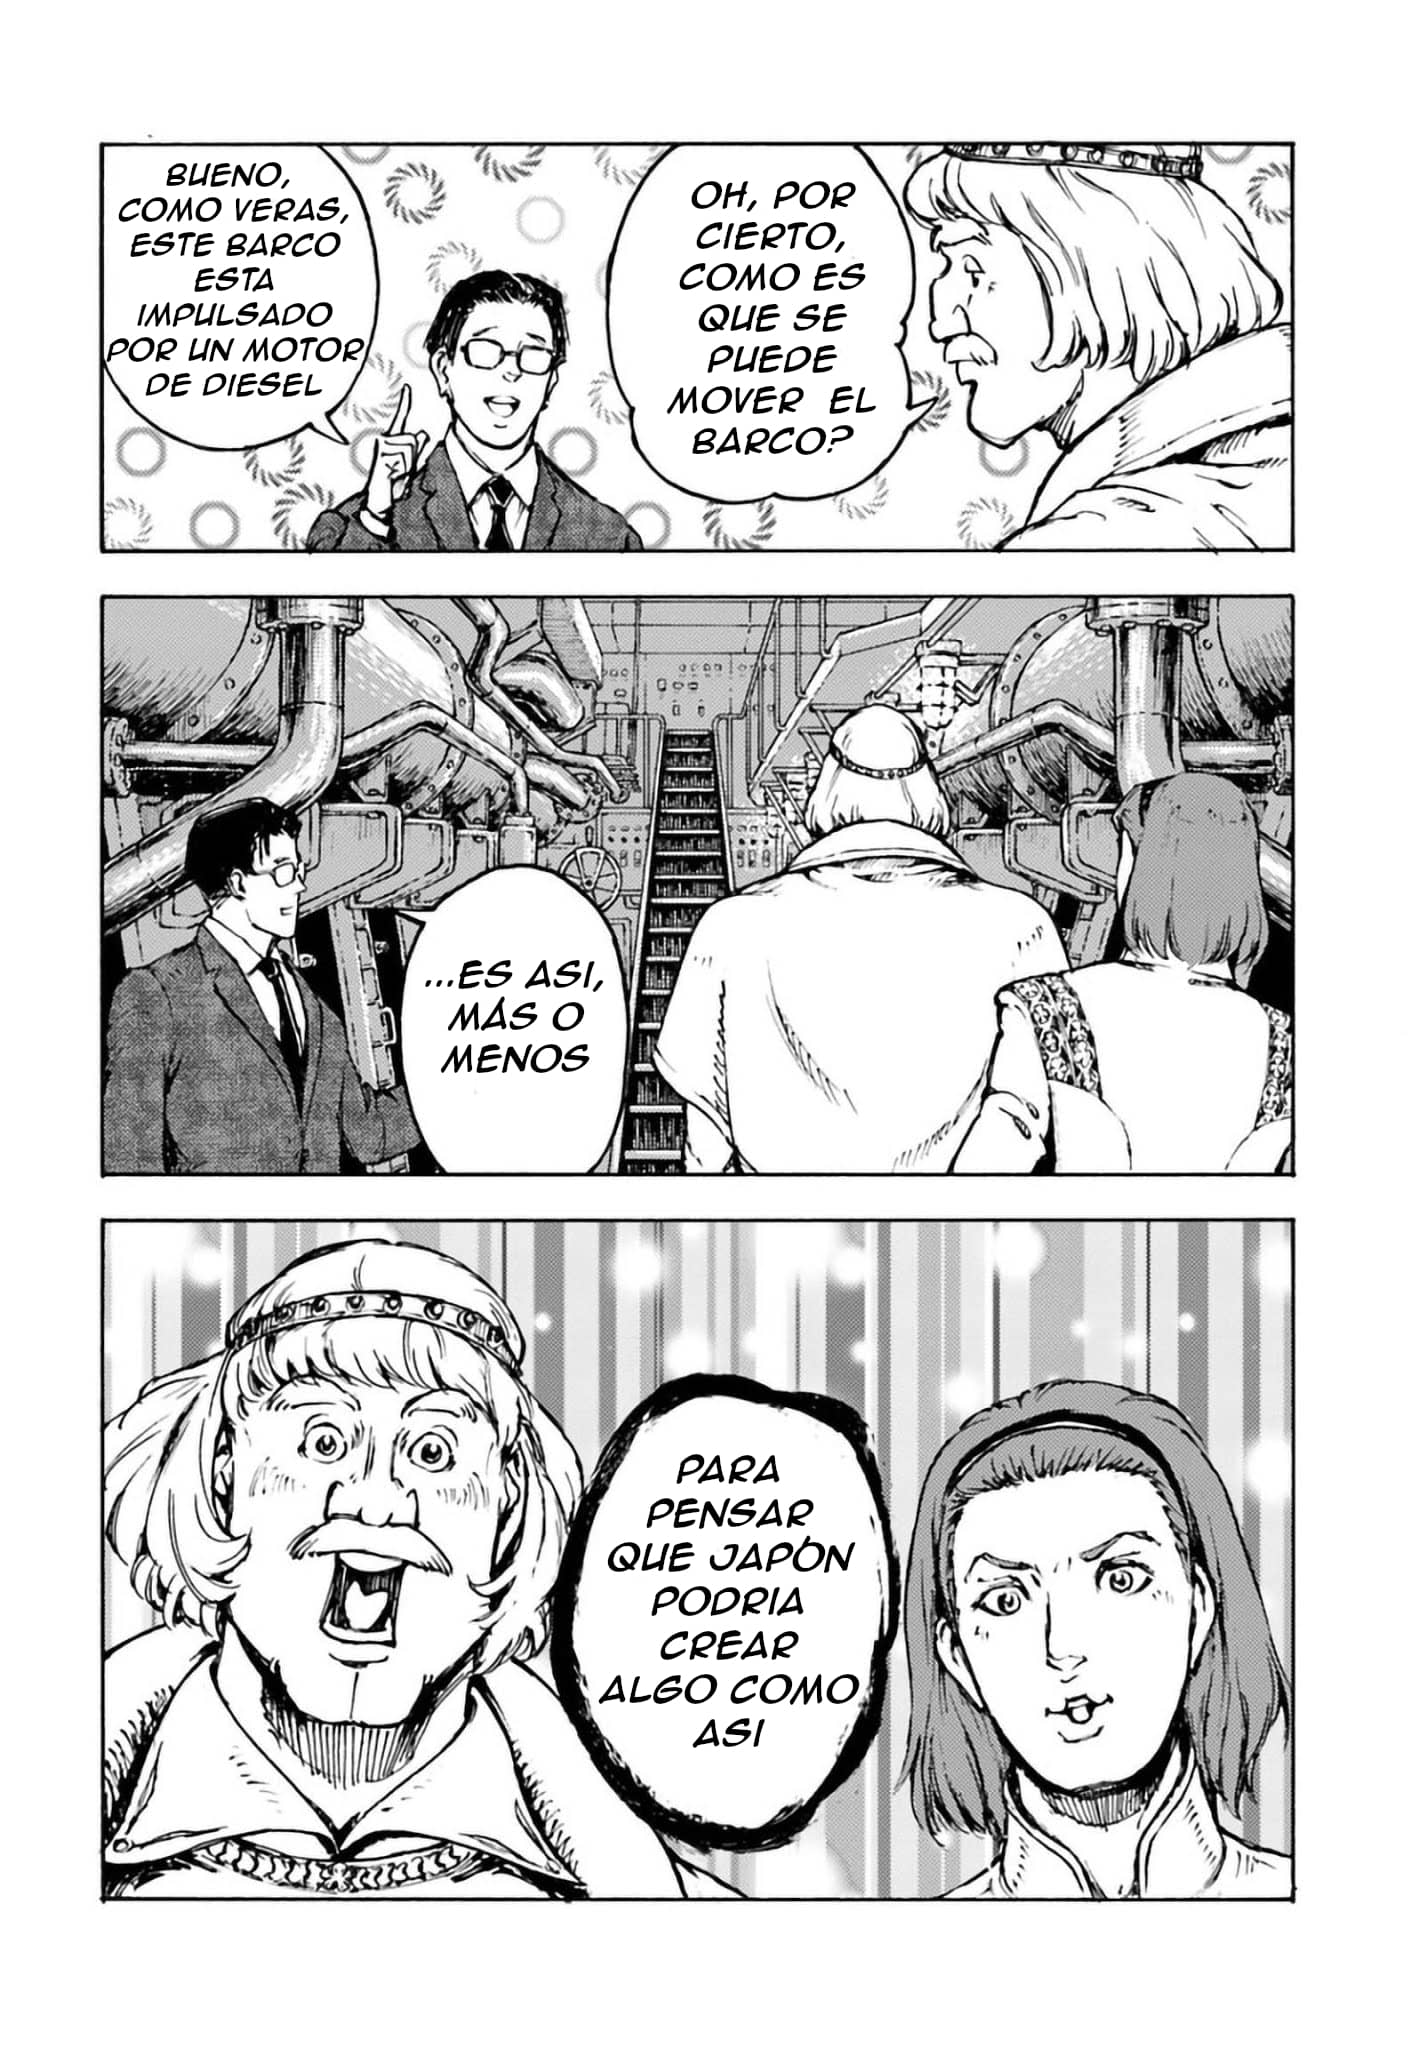 OH, POR
CIERTO,
COMO ES
QUE SE
PUEDE
MOVER EL
BARCO?
BUENO,
COMO VERAS,
ESTE BARCO
ESTA
IMPULSADO
POR UN MOTOR
DE DIESEL
...ES ASI,
MÁS O
MENOS
PARA
PENSAR
QUE JAPÓN
PODRIA
CREAR
ALGO COMO
ASI